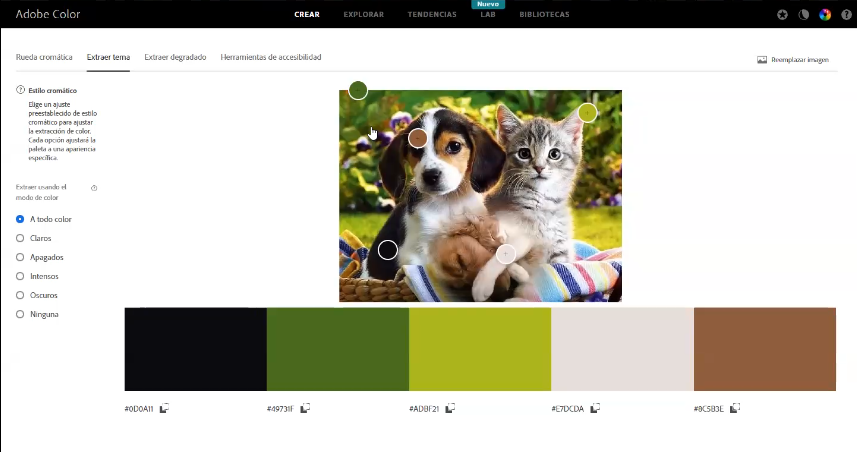 Adobe Color
CREAR EXPLORAR TENDENCIAS LAB BIBLIOTECAS
Nuevo
Rueda cromática Extraer tema Extraer degradado Herramientas de accesibilidad
Reemplazar imagen
Estilo cromático
Elige un ajuste
preestablecido de estilo
cromático para ajustar
la extracción de color.
Cada opción ajustará la
paleta a una apariencia
específica.
Extraer usando el
modo de color
A todo color
Claros
Apagados
Intensos
Oscuros
Ninguna
#0D0A11 #49731F #ADBF21 #E7DCDA #8C5B3E